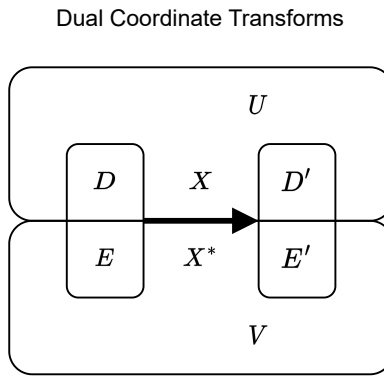 Dual Coordinate Transforms
U
D X D′
E X* E′
V